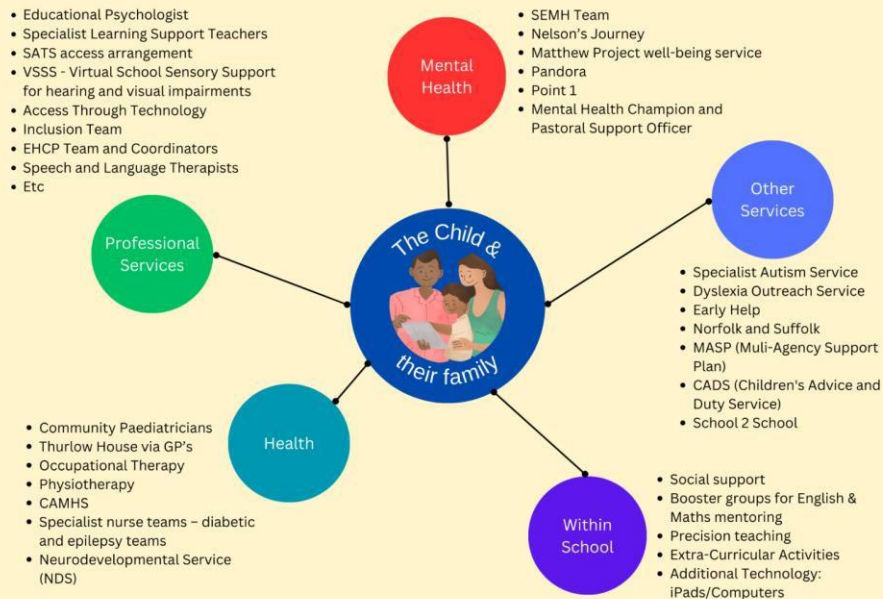 • Educational Psychologist
• Specialist Learning Support Teachers
• SATS access arrangement
• VSSS - Virtual School Sensory Support
for hearing and visual impairments
• Access Through Technology
• Inclusion Team
• EHCP Team and Coordinators
• Speech and Language Therapists
• Etc
Professional
Services
Mental
Health
• SEMH Team
• Nelson's Journey
• Matthew Project well-being service
• Pandora
• Point 1
• Mental Health Champion and
Pastoral Support Officer
Other
Services
• Specialist Autism Service
• Dyslexia Outreach Service
• Early Help
• Norfolk and Suffolk
• MASP (Muli-Agency Support
Plan)
• CADS (Children's Advice and
Duty Service)
• School 2 School
The Child &
their family
Health
• Community Paediatricians
• Thurlow House via GP's
• Occupational Therapy
• Physiotherapy
• CAMHS
• Specialist nurse teams – diabetic
and epilepsy teams
• Neurodevelopmental Service
(NDS)
Within
School
• Social support
• Booster groups for English &
Maths mentoring
• Precision teaching
• Extra-Curricular Activities
• Additional Technology:
iPads/Computers